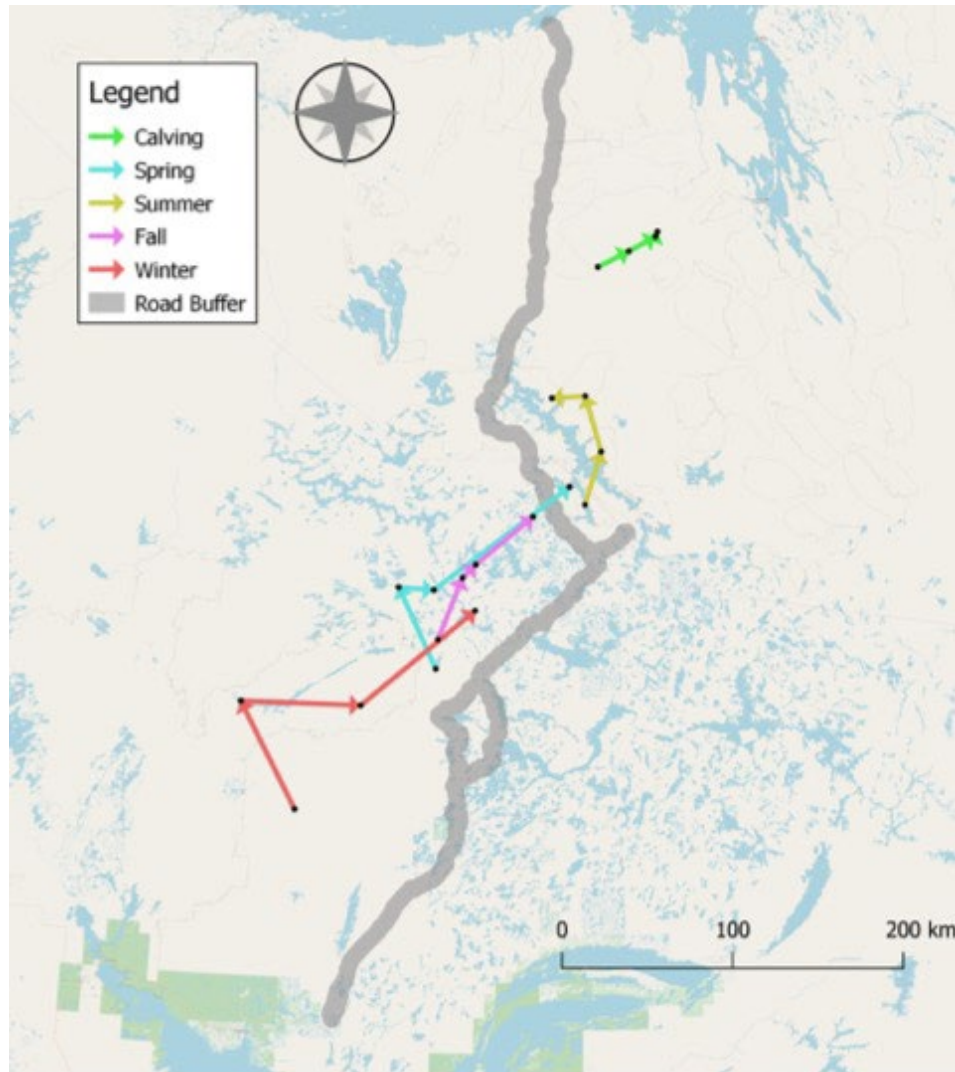 Legend
Calving
Spring
Summer
Fall
Winter
Road Buffer
0 100 200 km